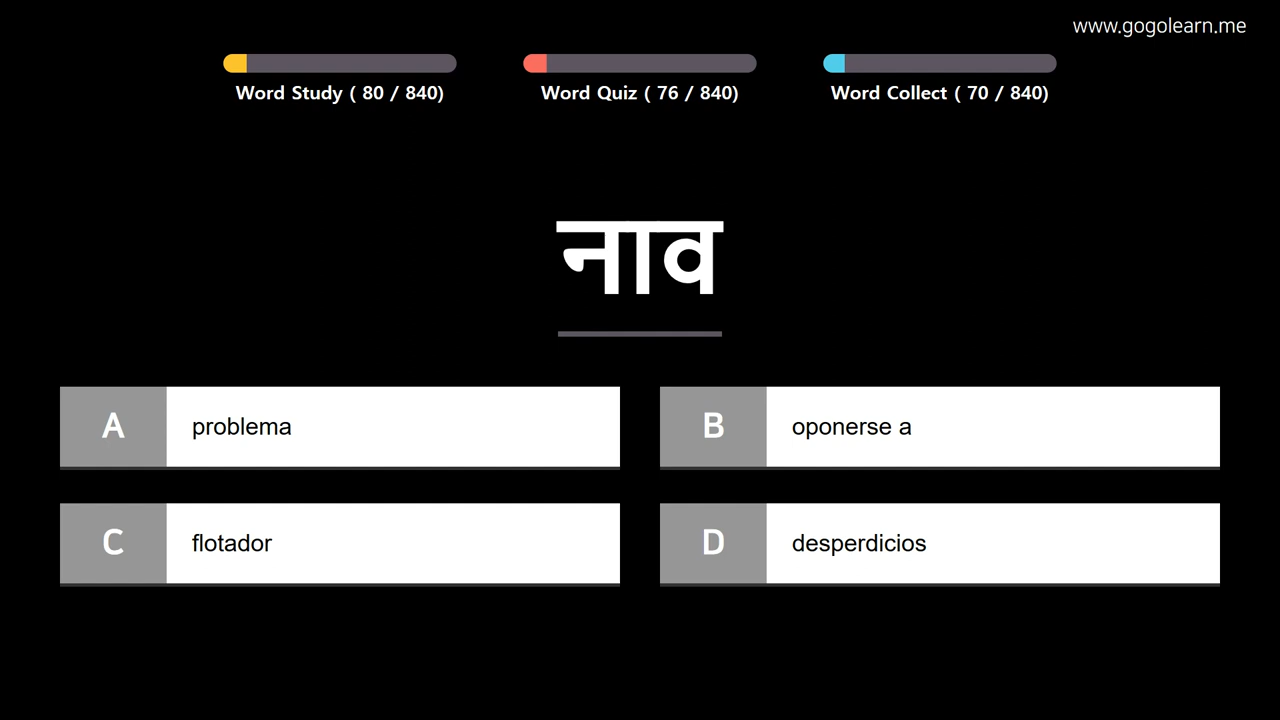 www.gogolearn.me
Word Study ( 80 / 840)
Word Quiz ( 76 / 840)
Word Collect ( 70 / 840)
नाव
A problema
B oponerse a
C flotador
D desperdicios